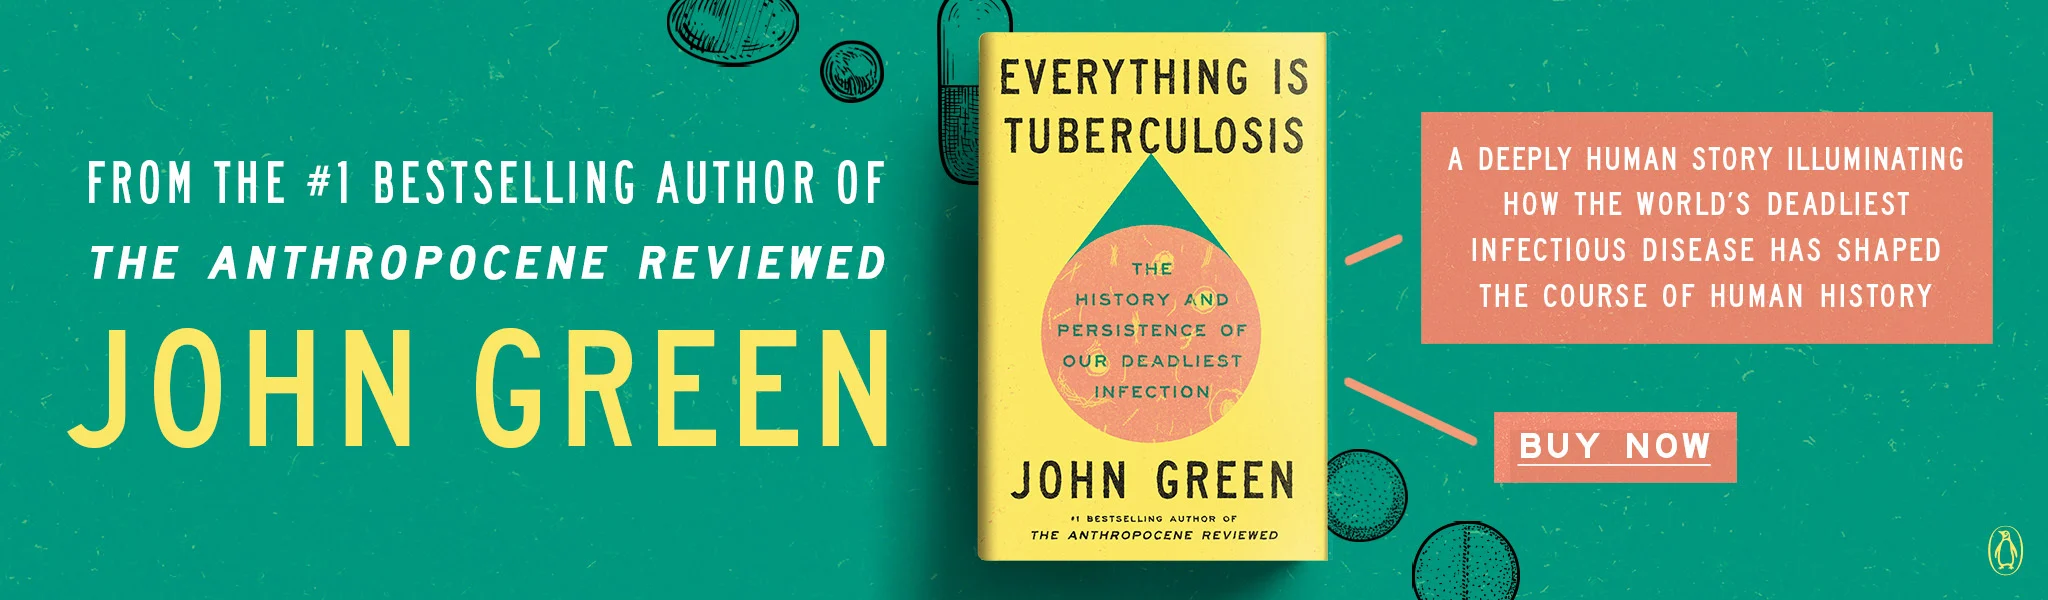 FROM THE #1 BESTSELLING AUTHOR OF
THE ANTHROPOCENE REVIEWED
JOHN GREEN
EVERYTHING IS
TUBERCULOSIS
THE
HISTORY AND
PERSISTENCE OF
OUR DEADLIEST
INFECTION
JOHN GREEN
#1 BESTSELLING AUTHOR OF
THE ANTHROPOCENE REVIEWED
A DEEPLY HUMAN STORY ILLUMINATING
HOW THE WORLD'S DEADLIEST
INFECTIOUS DISEASE HAS SHAPED
THE COURSE OF HUMAN HISTORY
BUY NOW